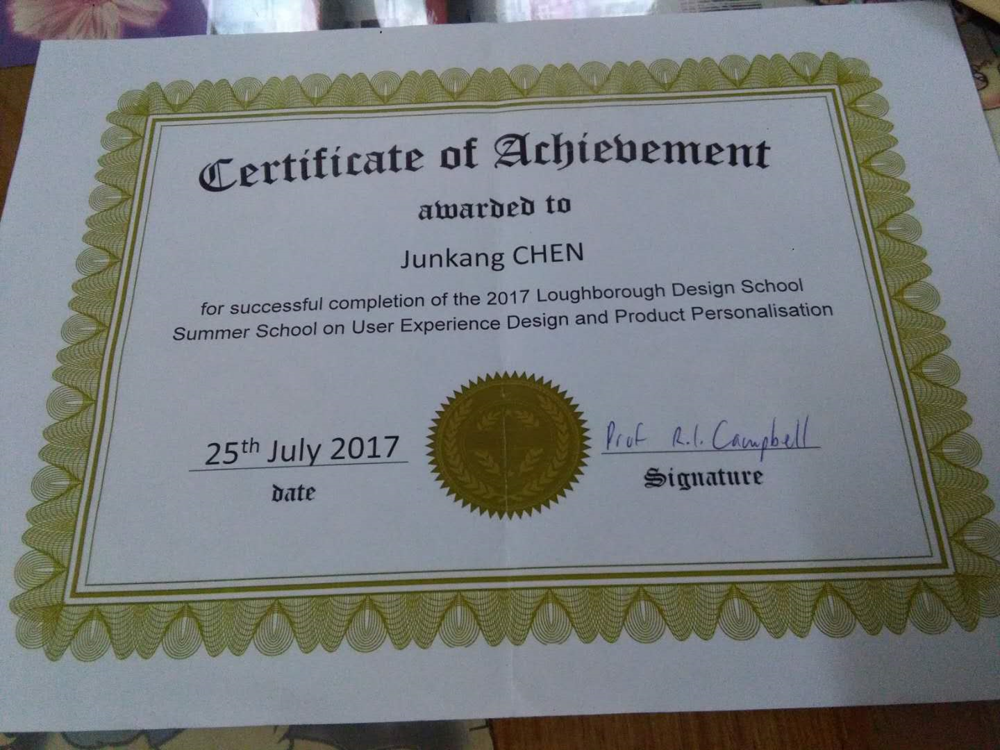 Certificate of Achievement
awarded to
Junkang CHEN
for successful completion of the 2017 Loughborough Design School
Summer School on User Experience Design and Product Personalisation
25th July 2017
Prof R.I. Campbell
date
Signature